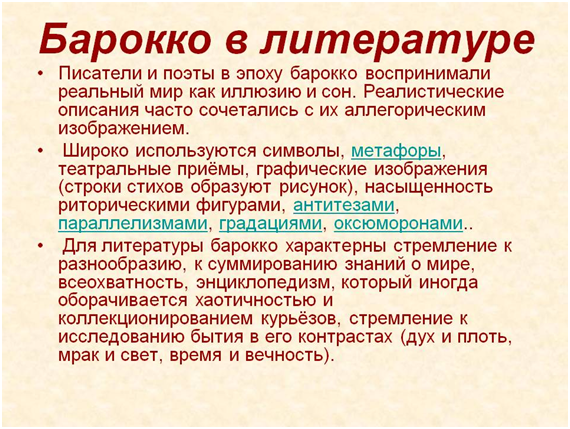 Барокко в литературе
• Писатели и поэты в эпоху барокко воспринимали
реальный мир как иллюзию и сон. Реалистические
описания часто сочетались с их аллегорическим
изображением.
• Широко используются символы, метафоры,
театральные приёмы, графические изображения
(строки стихов образуют рисунок), насыщенность
риторическими фигурами, антитезами,
параллелизмами, градациями, оксюморонами..
• Для литературы барокко характерны стремление к
разнообразию, к суммированию знаний о мире,
всеохватность, энциклопедизм, который иногда
оборачивается хаотичностью и
коллекционированием курьёзов, стремление к
исследованию бытия в его контрастах (дух и плоть,
мрак и свет, время и вечность).